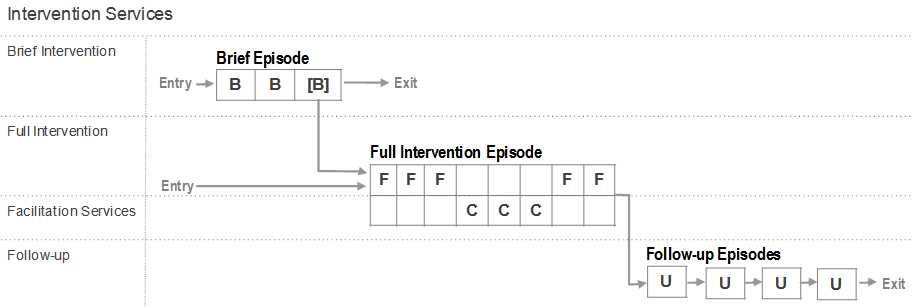 Intervention Services
Brief Intervention
Brief Episode
Entry
B B [B]
Exit
Full Intervention
Full Intervention Episode
F F F F F
Entry
Facilitation Services
C C C
Follow-up
Follow-up Episodes
U U U U
Exit